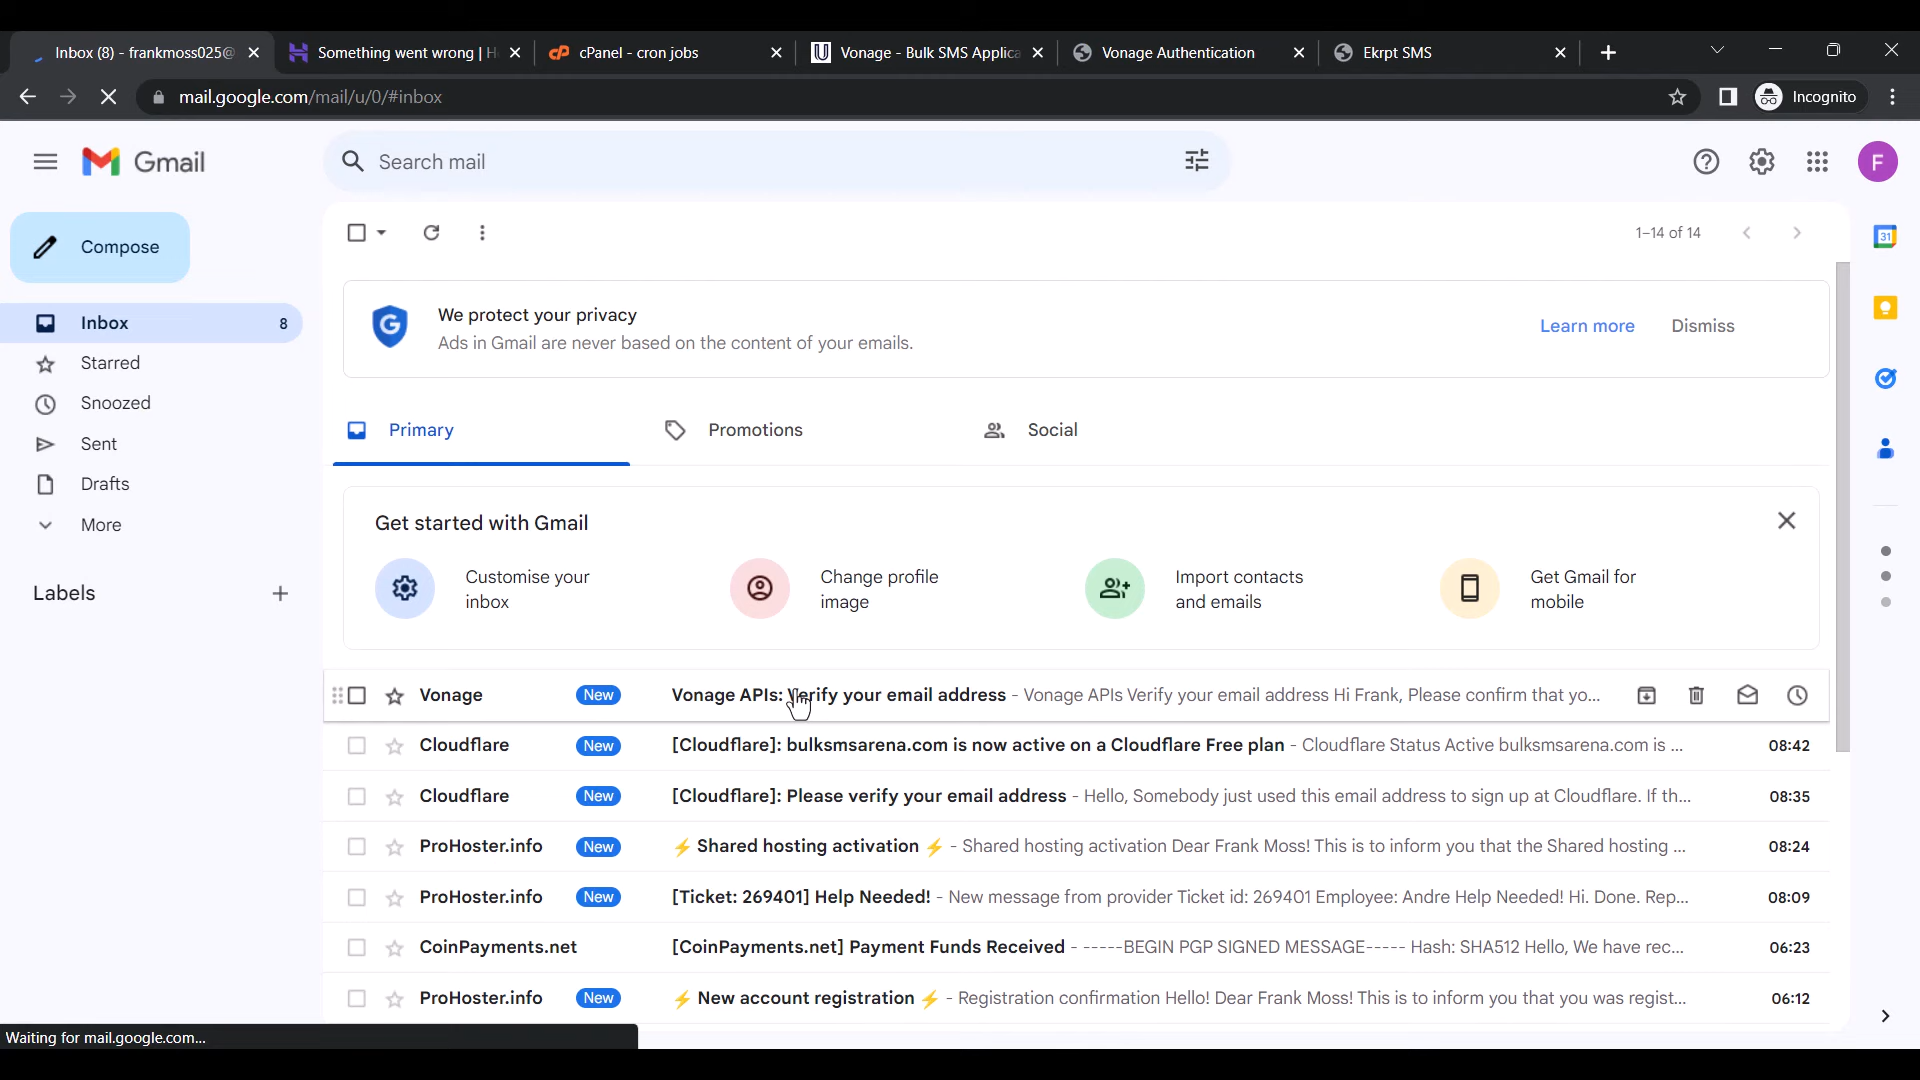 Inbox (8) - frankmoss025@
Something went wrong | H
cPanel - cron jobs
Vonage - Bulk SMS Applica
Vonage Authentication
Ekrpt SMS
mail.google.com/mail/u/0/#inbox
Incognito
Gmail
Search mail
F
Compose
1–14 of 14
31
Inbox 8
Starred
Snoozed
Sent
Drafts
More
Labels
G
We protect your privacy
Ads in Gmail are never based on the content of your emails.
Learn more
Dismiss
Primary
Promotions
Social
Get started with Gmail
Customise your
inbox
Change profile
image
Import contacts
and emails
Get Gmail for
mobile
Vonage New Vonage APIs: Verify your email address - Vonage APIs Verify your email address Hi Frank, Please confirm that yo...
Cloudflare New [Cloudflare]: bulksmsarena.com is now active on a Cloudflare Free plan - Cloudflare Status Active bulksmsarena.com is ... 08:42
Cloudflare New [Cloudflare]: Please verify your email address - Hello, Somebody just used this email address to sign up at Cloudflare. If th... 08:35
ProHoster.info New ⚡ Shared hosting activation ⚡ - Shared hosting activation Dear Frank Moss! This is to inform you that the Shared hosting ... 08:24
ProHoster.info New [Ticket: 269401] Help Needed! - New message from provider Ticket id: 269401 Employee: Andre Help Needed! Hi. Done. Rep... 08:09
CoinPayments.net [CoinPayments.net] Payment Funds Received - -----BEGIN PGP SIGNED MESSAGE----- Hash: SHA512 Hello, We have rec... 06:23
ProHoster.info New ⚡ New account registration ⚡ - Registration confirmation Hello! Dear Frank Moss! This is to inform you that you was regist... 06:12
Waiting for mail.google.com...